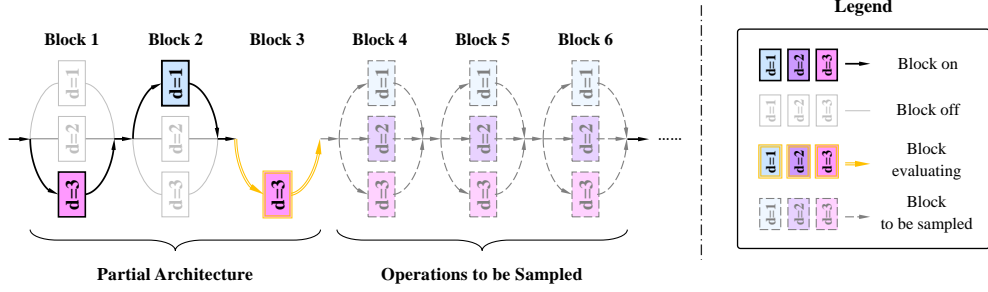 Legend
Block 1 Block 2 Block 3 Block 4 Block 5 Block 6
d=1 d=1 d=1 d=1 d=1
d=2 d=2 d=2 d=2 d=2
d=3 d=3 d=3 d=3 d=3 d=3
......
Partial Architecture
Operations to be Sampled
d=1 d=2 d=3 Block on
d=1 d=2 d=3 Block off
d=1 d=2 d=3 Block
evaluating
d=1 d=2 d=3 Block
to be sampled